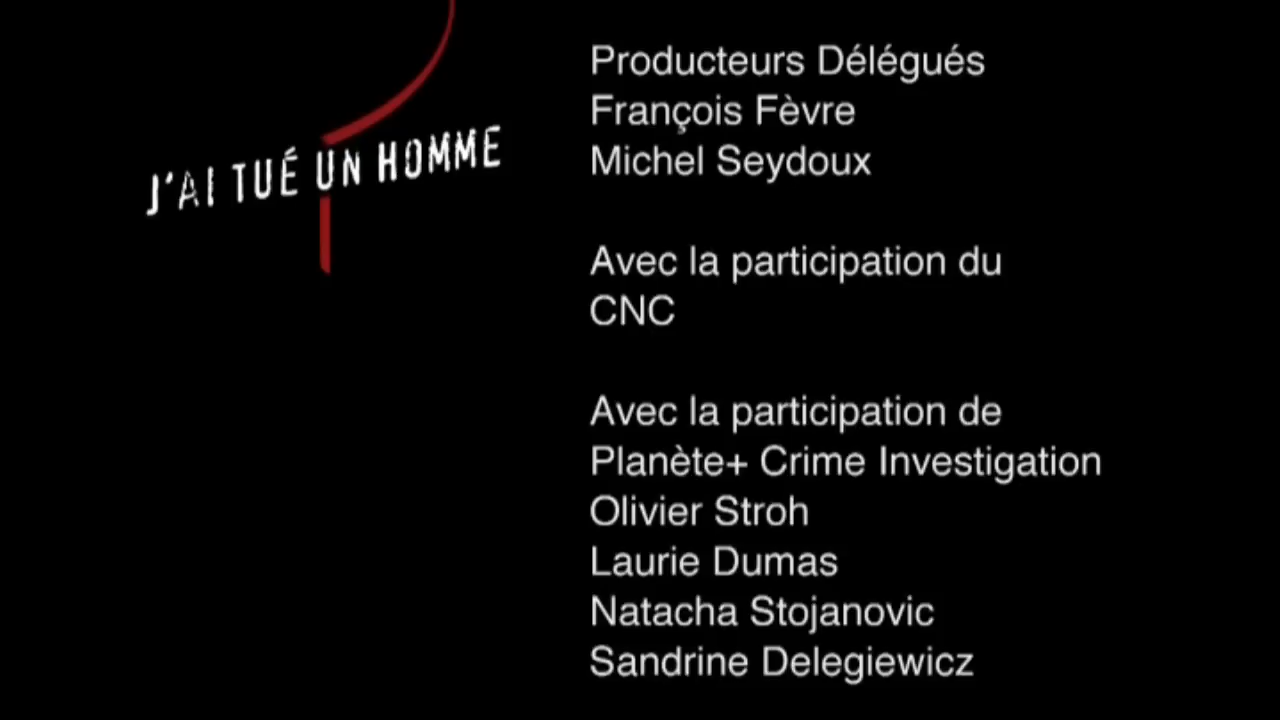 J'AI TUÉ UN HOMME
Producteurs Délégués
François Fèvre
Michel Seydoux
Avec la participation du
CNC
Avec la participation de
Planète+ Crime Investigation
Olivier Stroh
Laurie Dumas
Natacha Stojanovic
Sandrine Delegiewicz